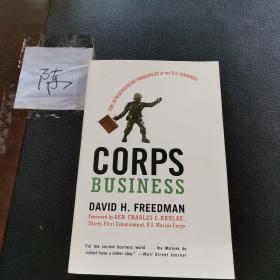 陈
THE 30 MANAGEMENT PRINCIPLES OF THE U.S. MARINES
CORPS
BUSINESS
DAVID H. FREEDMAN
Foreword by GEN. CHARLES C. KRULAK,
Thirty-First Commandant, U.S. Marine Corps
"For the current business world . . . the Marines do
indeed have a better idea." —Wall Street Journal